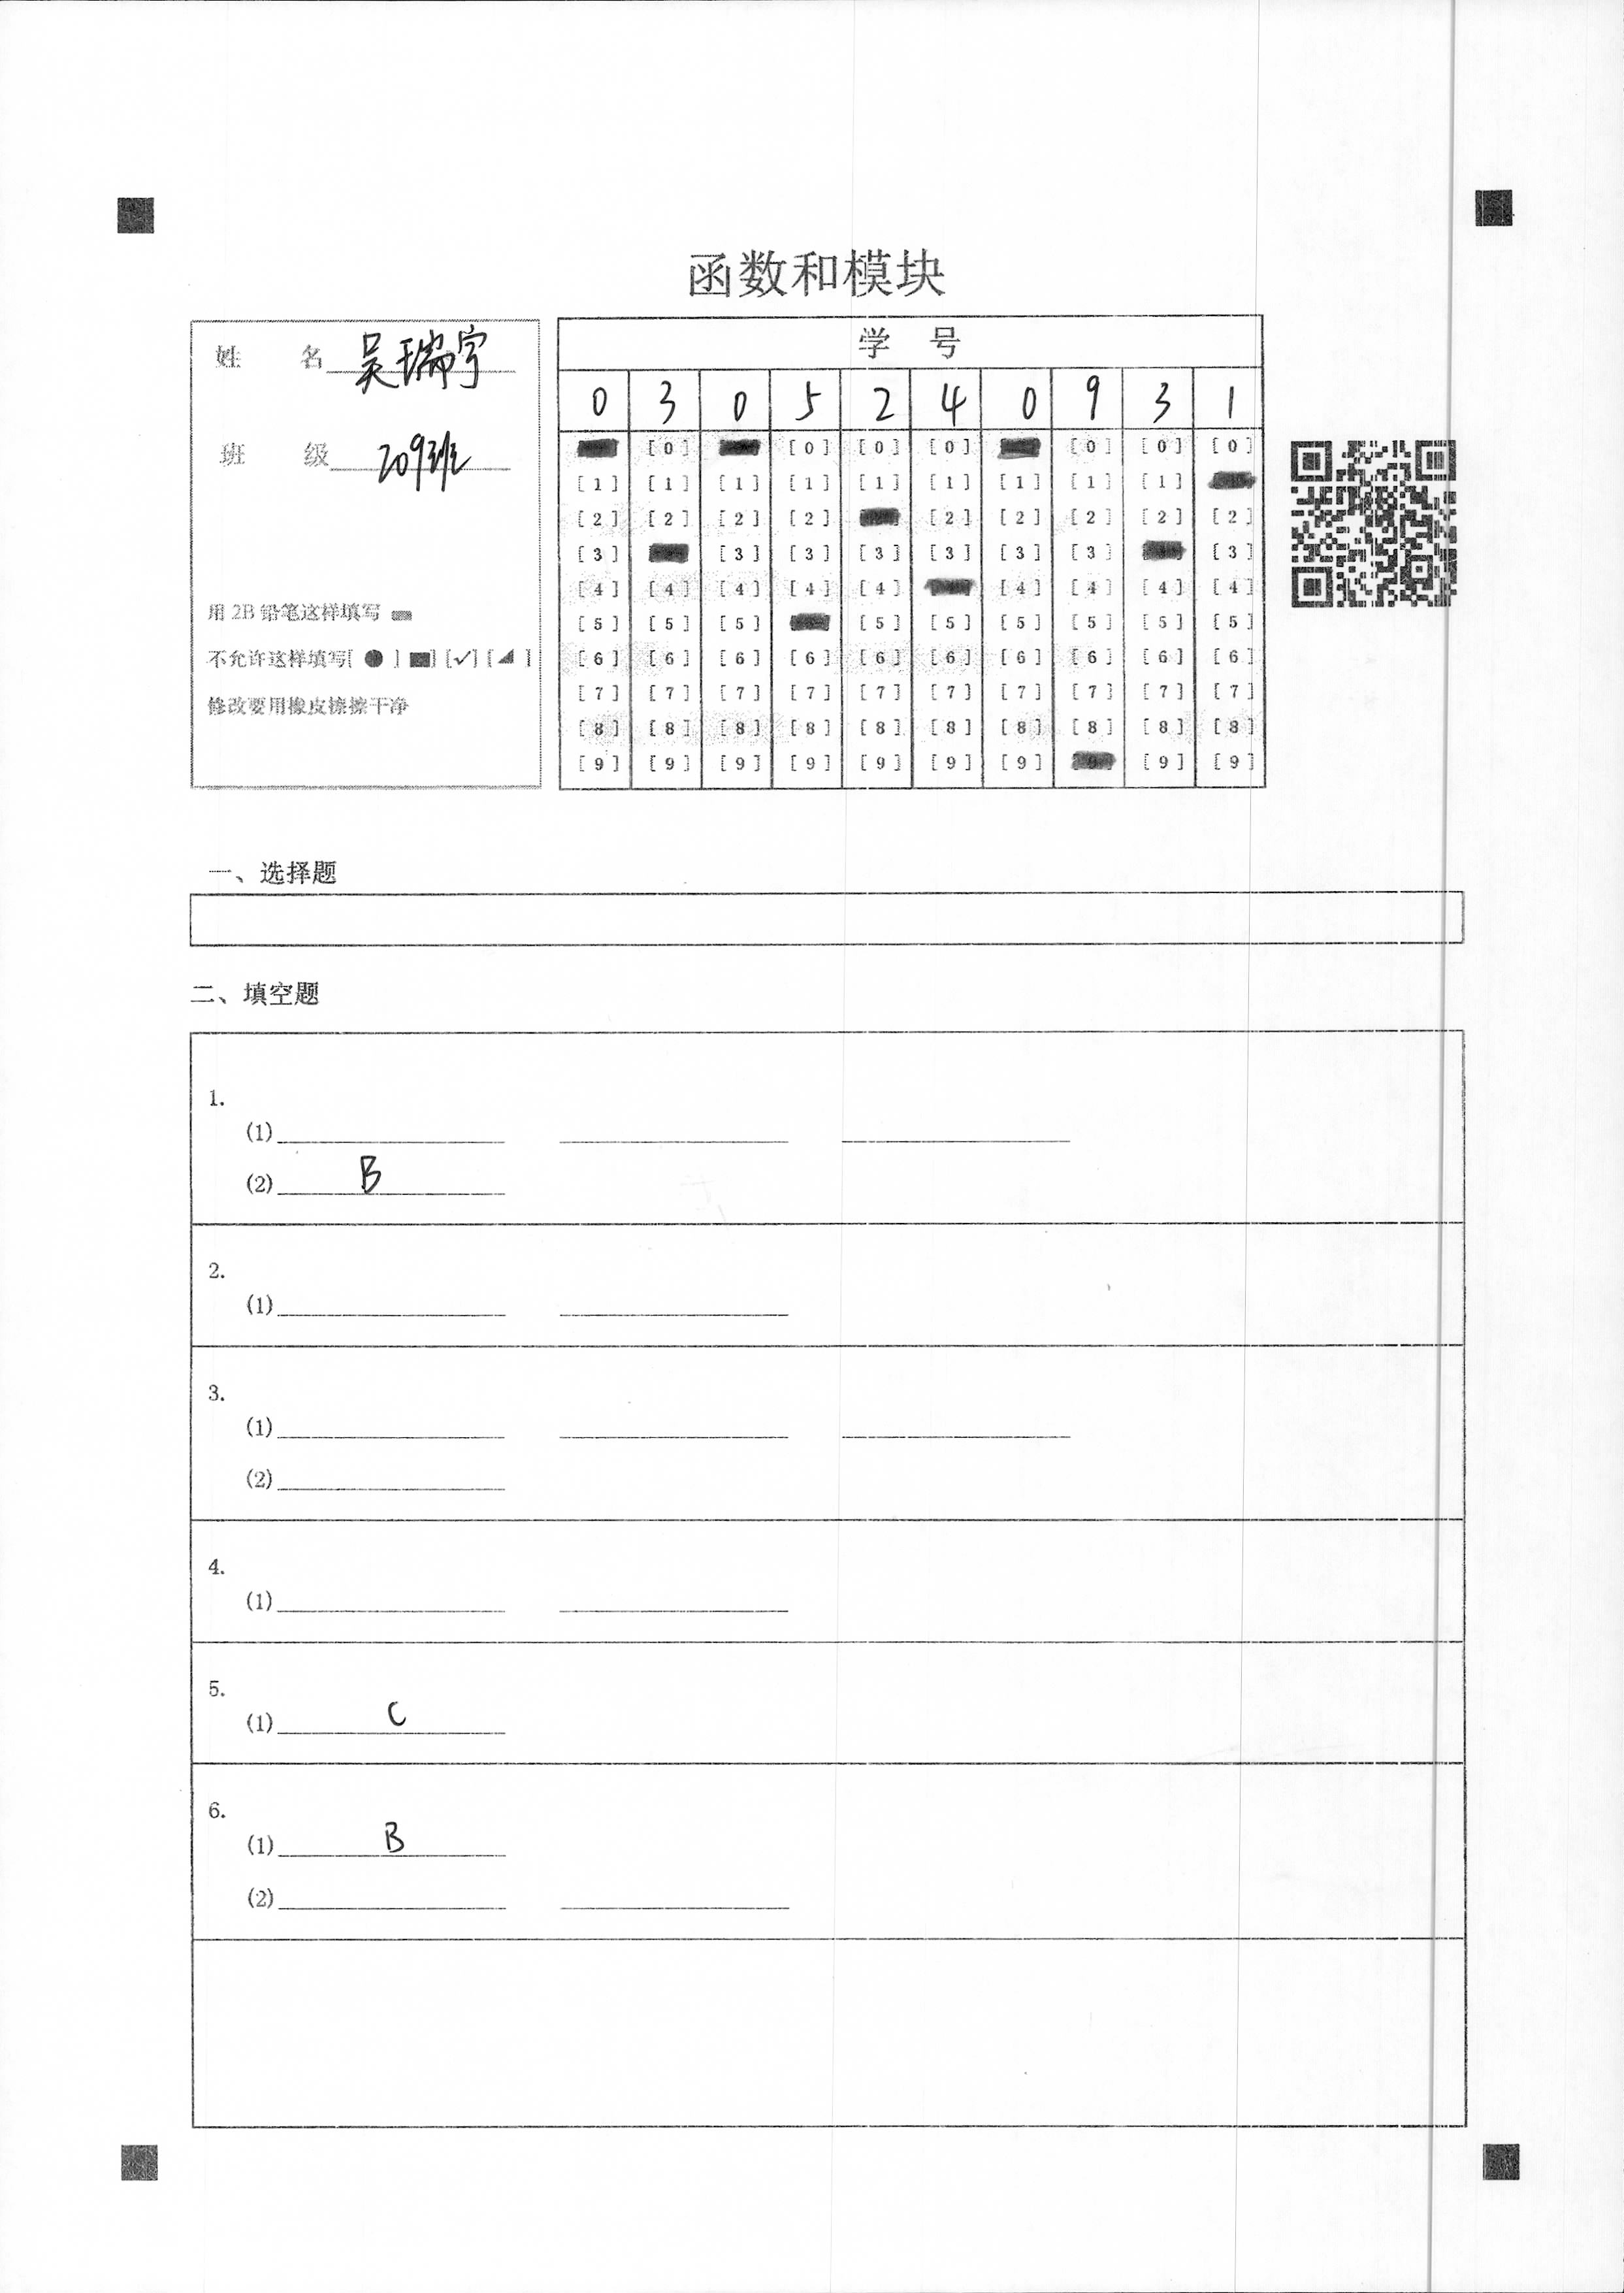 函数和模块
姓 名 吴瑞宇
班 级 209班
用 2B 铅笔这样填写
不允许这样填写[ ● ] [■] [✓] [◢ ]
修改要用橡皮擦擦干净
学 号
0 3 0 5 2 4 0 9 3 1
[0] [0] [0] [0] [0] [0] [0]
[1] [1] [1] [1] [1] [1] [1] [1] [1]
[2] [2] [2] [2] [2] [2] [2] [2] [2]
[3] [3] [3] [3] [3] [3] [3] [3]
[4] [4] [4] [4] [4] [4] [4] [4] [4]
[5] [5] [5] [5] [5] [5] [5] [5] [5]
[6] [6] [6] [6] [6] [6] [6] [6] [6] [6]
[7] [7] [7] [7] [7] [7] [7] [7] [7] [7]
[8] [8] [8] [8] [8] [8] [8] [8] [8] [8]
[9] [9] [9] [9] [9] [9] [9] [9] [9] [9]
一、选择题
二、填空题
1.
(1)
(2) B
2.
(1)
3.
(1)
(2)
4.
(1)
5.
(1) C
6.
(1) B
(2)